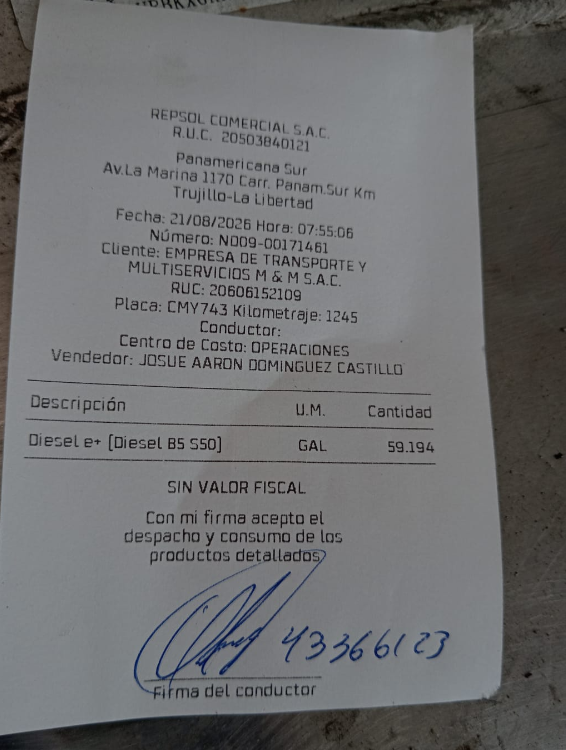 REPSOL COMERCIAL S.A.C.
R.U.C. 20503840121
Panamericana Sur
Av.La Marina 1170 Carr. Panam.Sur Km
Trujillo-La Libertad
Fecha: 21/08/2026 Hora: 07:55:06
Número: N009-00171461
Cliente: EMPRESA DE TRANSPORTE Y
MULTISERVICIOS M & M S.A.C.
RUC: 20606152109
Placa: CMY743 Kilometraje: 1245
Conductor:
Centro de Costo: OPERACIONES
Vendedor: JOSUE AARON DOMINGUEZ CASTILLO
Descripción U.M. Cantidad
Diesel e+ [Diesel B5 S50] GAL 59.194
SIN VALOR FISCAL
Con mi firma acepto el
despacho y consumo de los
productos detallados
43366123
Firma del conductor